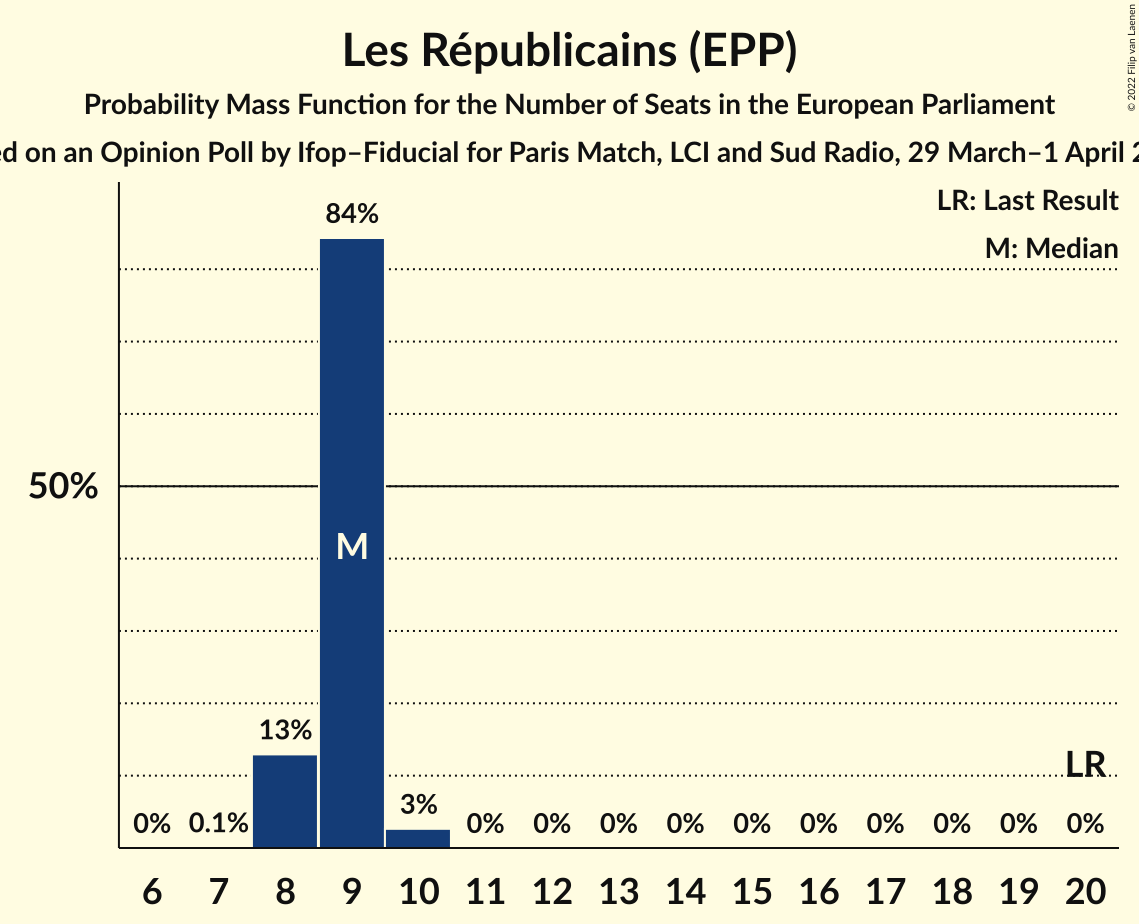 Les Républicains (EPP)
Probability Mass Function for the Number of Seats in the European Parliament
on an Opinion Poll by Ifop–Fiducial for Paris Match, LCI and Sud Radio, 29 March–1 April
© 2022 Filip van Laenen
LR: Last Result
M: Median
84%
50%
M
13%
LR
0% 0.1% 3% 0% 0% 0% 0% 0% 0% 0% 0% 0% 0%
6 7 8 9 10 11 12 13 14 15 16 17 18 19 20